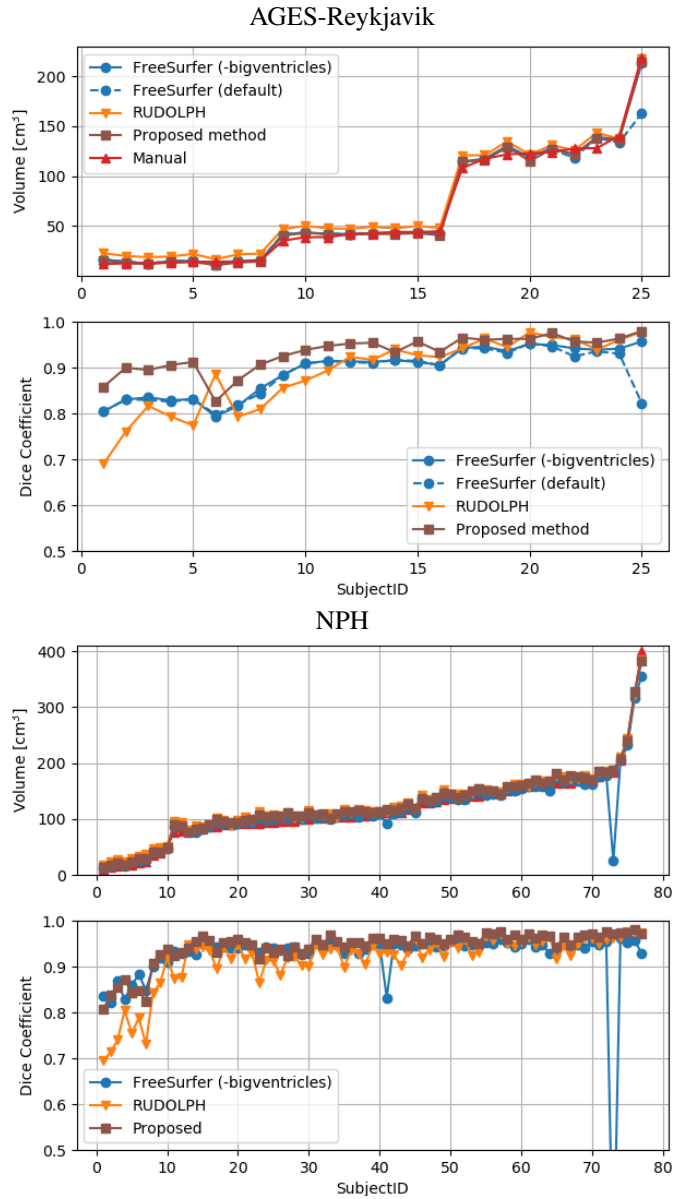 AGES-Reykjavik
200
150
100
50
Volume [cm³]
FreeSurfer (-bigventricles)
FreeSurfer (default)
RUDOLPH
Proposed method
Manual
0 5 10 15 20 25
1.0
0.9
0.8
0.7
0.6
0.5
Dice Coefficient
FreeSurfer (-bigventricles)
FreeSurfer (default)
RUDOLPH
Proposed method
0 5 10 15 20 25
SubjectID
NPH
400
300
200
100
0
Volume [cm³]
0 10 20 30 40 50 60 70 80
1.0
0.9
0.8
0.7
0.6
0.5
Dice Coefficient
FreeSurfer (-bigventricles)
RUDOLPH
Proposed
0 10 20 30 40 50 60 70 80
SubjectID